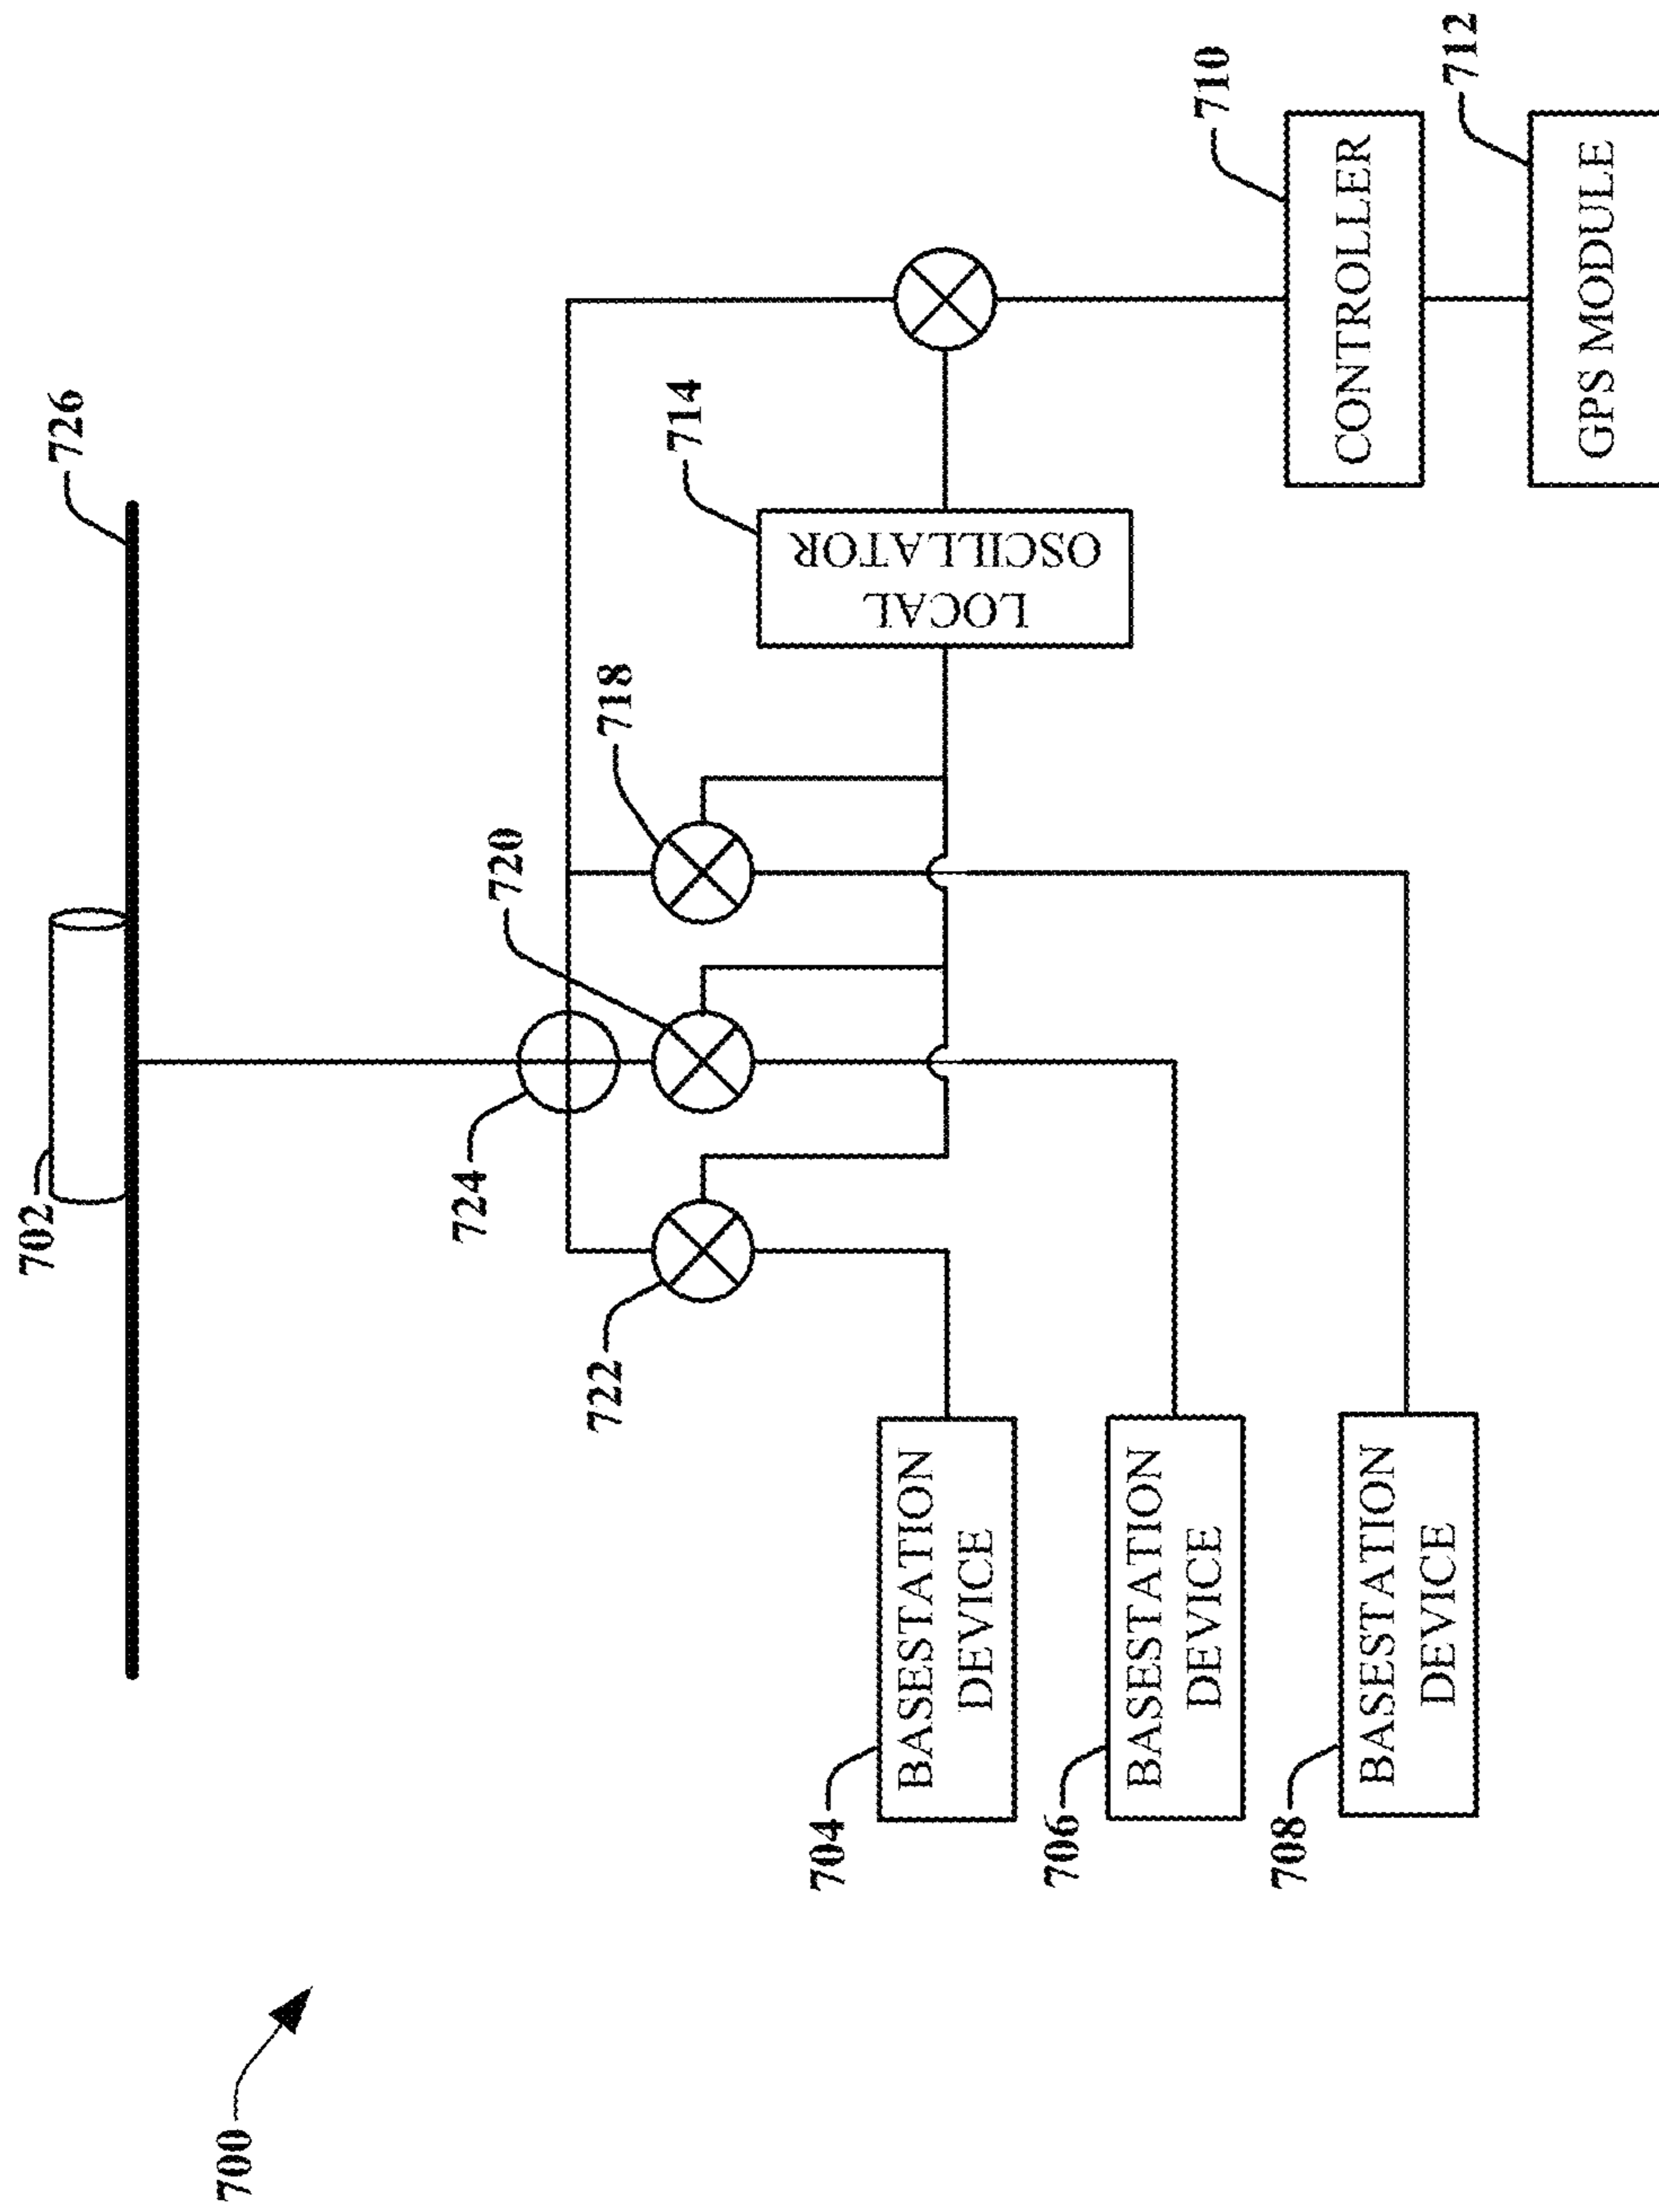 700
702
726
724
720
718
722
714
LOCAL
OSCILLATOR
710
CONTROLLER
712
GPS MODULE
704
BASESTATION
DEVICE
706
BASESTATION
DEVICE
708
BASESTATION
DEVICE